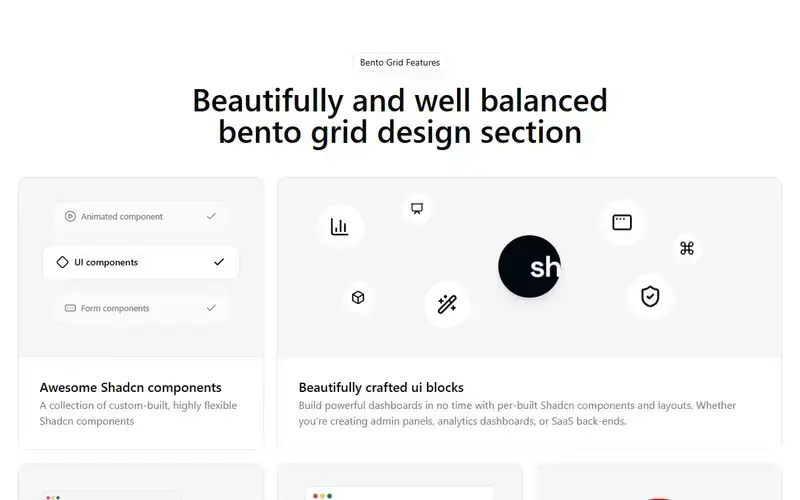 Bento Grid Features
Beautifully and well balanced
bento grid design section
Animated component
UI components
Form components
sh
Awesome Shadcn components
A collection of custom-built, highly flexible
Shadcn components
Beautifully crafted ui blocks
Build powerful dashboards in no time with per-built Shadcn components and layouts. Whether
you're creating admin panels, analytics dashboards, or SaaS back-ends.